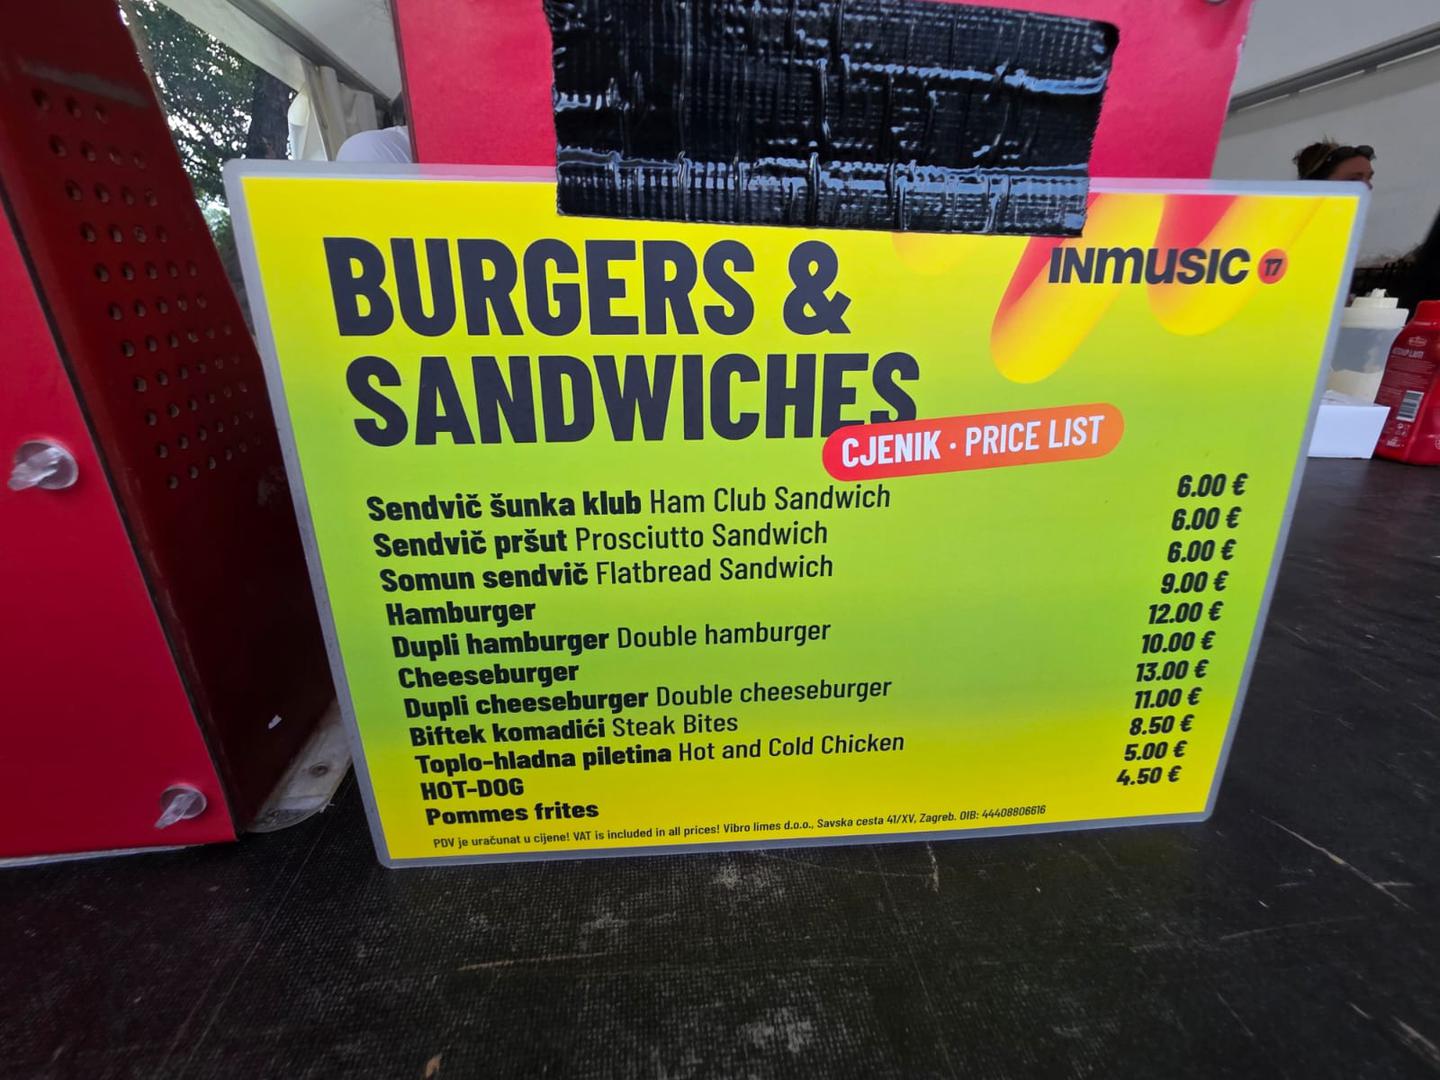 BURGERS &
SANDWICHES
INMUSIC 17
CJENIK · PRICE LIST
Sendvič šunka klub Ham Club Sandwich 6.00 €
Sendvič pršut Prosciutto Sandwich 6.00 €
Somun sendvič Flatbread Sandwich 6.00 €
Hamburger 9.00 €
Dupli hamburger Double hamburger 12.00 €
Cheeseburger 10.00 €
Dupli cheeseburger Double cheeseburger 13.00 €
Biftek komadići Steak Bites 11.00 €
Toplo-hladna piletina Hot and Cold Chicken 8.50 €
HOT-DOG 5.00 €
Pommes frites 4.50 €
PDV je uračunat u cijene! VAT is included in all prices! Vibro limes d.o.o., Savska cesta 41/XV, Zagreb. OIB: 44408806616